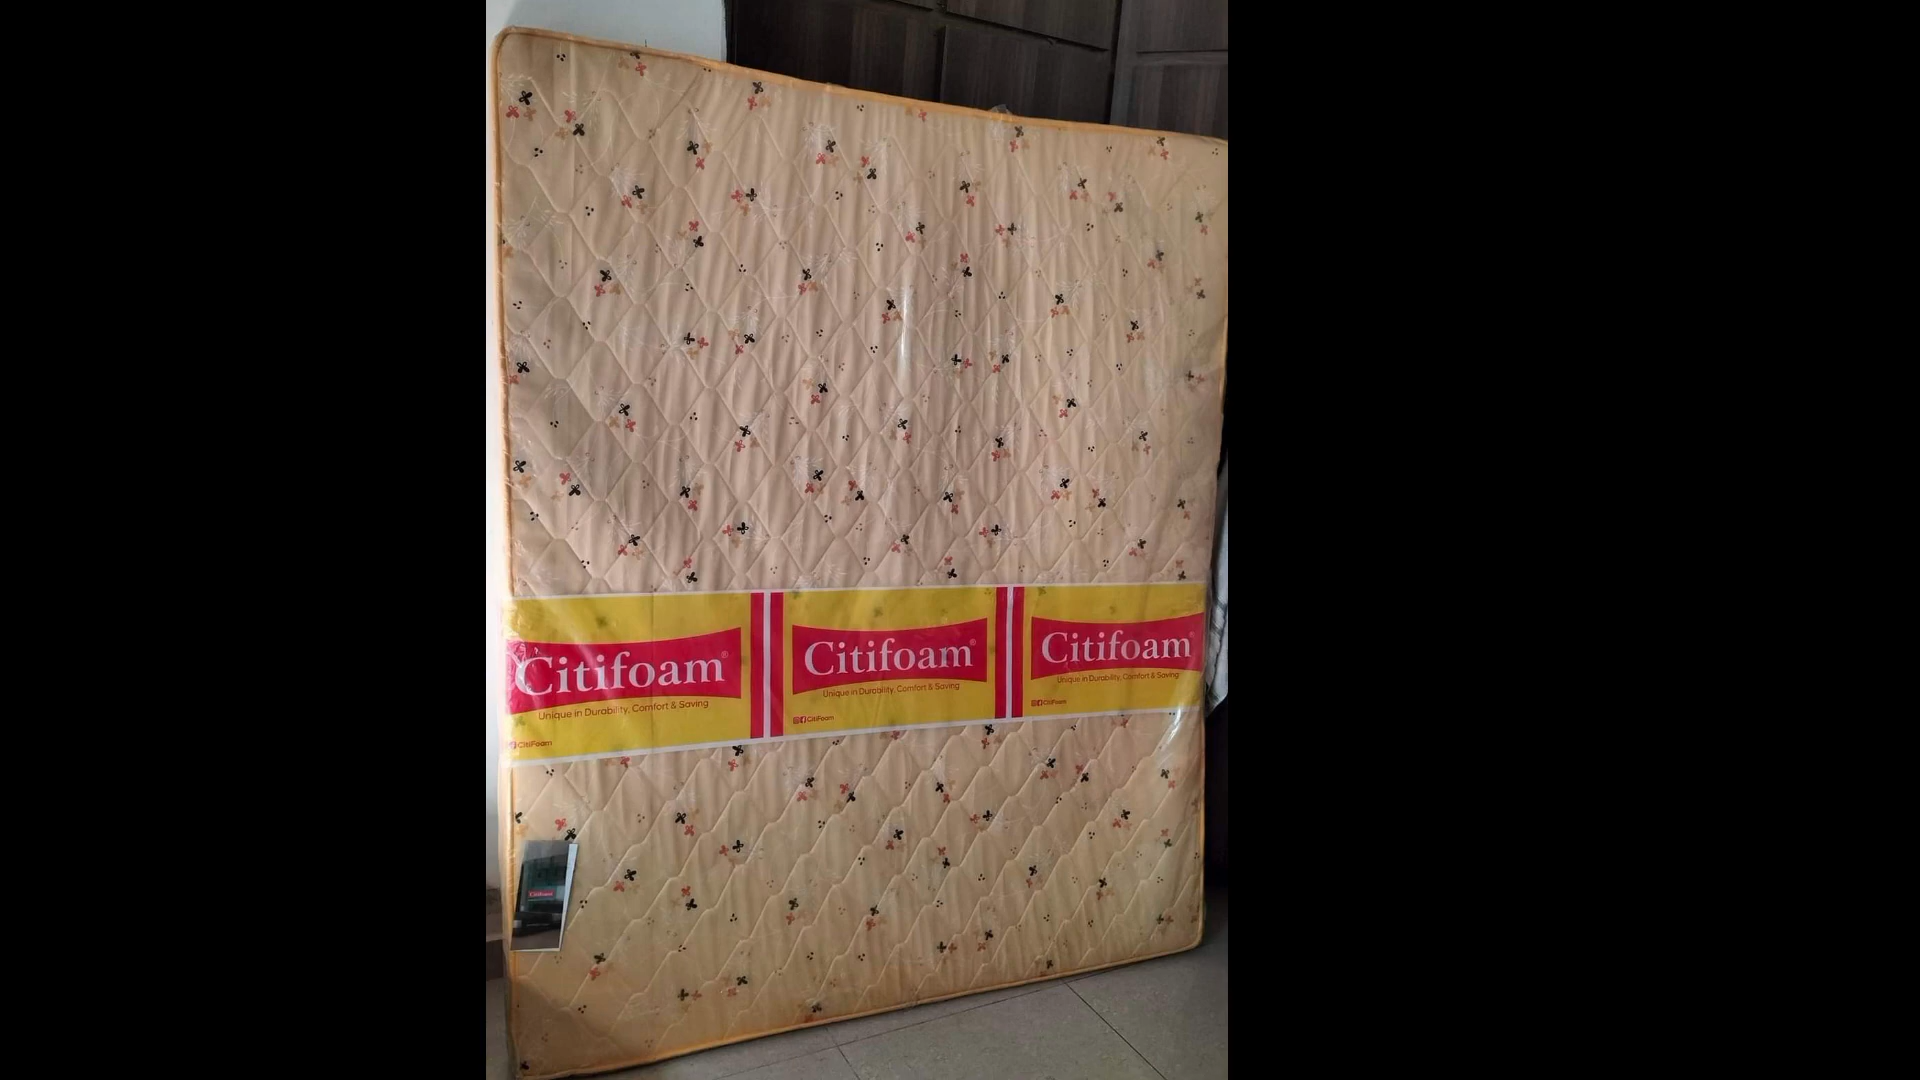 Citifoam®
Unique in Durability, Comfort & Saving
CitiFoam
Citifoam®
Unique in Durability, Comfort & Saving
CitiFoam
Citifoam
Unique in Durability, Comfort & Saving
CitiFoam
Citifoam